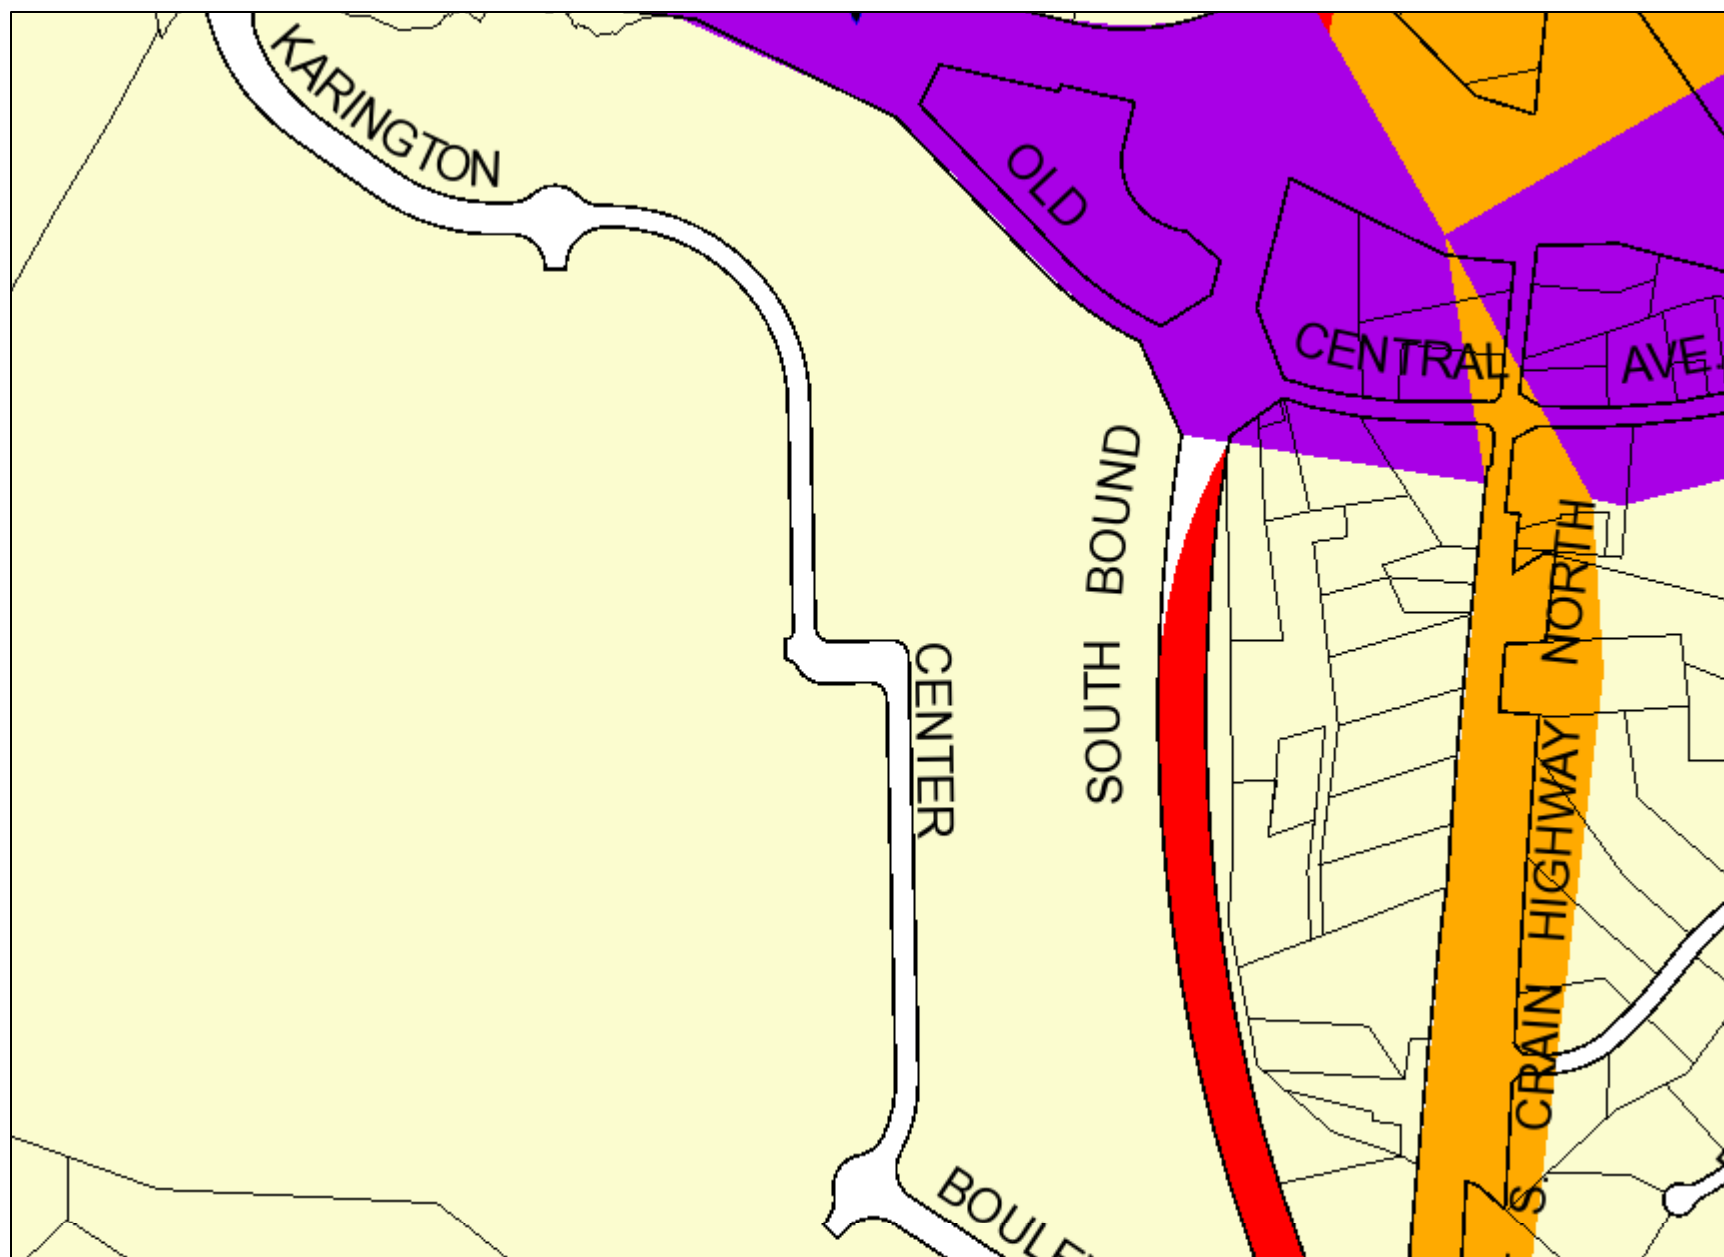 KARINGTON
OLD
CENTRAL AVE.
SOUTH BOUND
CENTER
S. CRAIN HIGHWAY NORTH